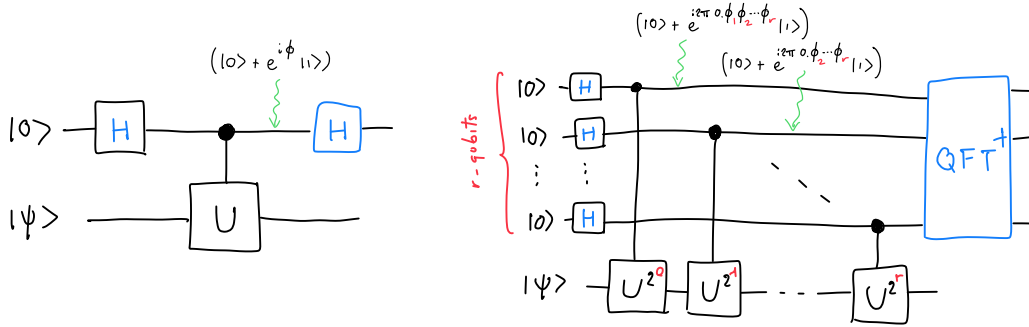 (|0> + e^{iϕ} |1>)
|0> H H
|ψ> U
(|0> + e^{i2π 0.ϕ₁ϕ₂...ϕᵣ} |1>)
(|0> + e^{i2π 0.ϕ₂...ϕᵣ} |1>)
r-qubits
|0> H
|0> H
⋮ ⋮
|0> H
QFT^+
|ψ> U^{2^0} U^{2^1} --- U^{2^r}